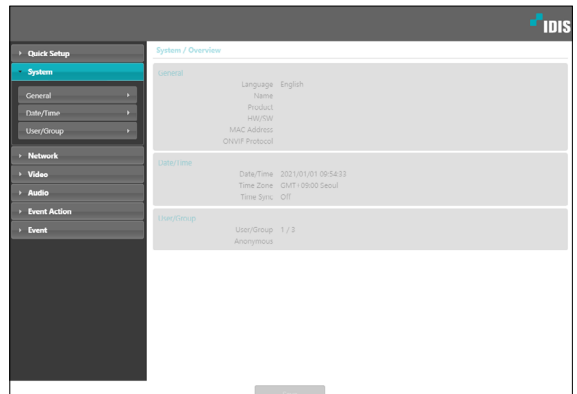 IDIS
Quick Setup
System
General
Date/Time
User/Group
Network
Video
Audio
Event Action
Event
System / Overview
General
Language English
Name
Product
HW/SW
MAC Address
ONVIF Protocol
Date/Time
Date/Time 2021/01/01 09:54:33
Time Zone GMT+09:00 Seoul
Time Sync Off
User/Group
User/Group 1 / 3
Anonymous